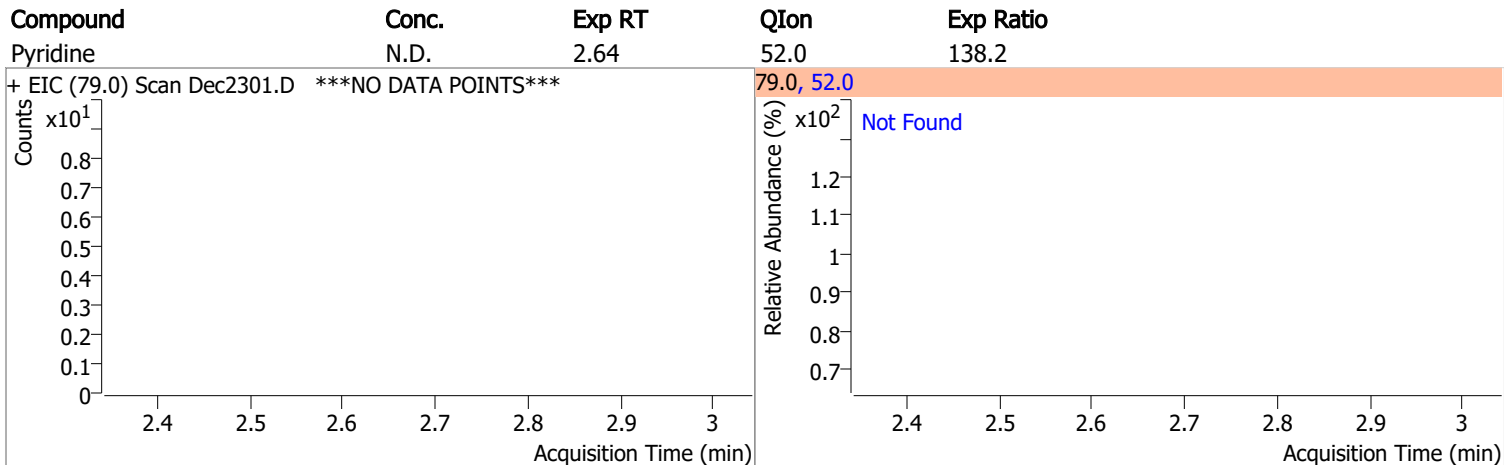 Compound Conc. Exp RT QIon Exp Ratio
Pyridine N.D. 2.64 52.0 138.2
+ EIC (79.0) Scan Dec2301.D ***NO DATA POINTS***
Counts
x10¹
0.8
0.7
0.6
0.5
0.4
0.3
0.2
0.1
0
2.4 2.5 2.6 2.7 2.8 2.9 3
Acquisition Time (min)
79.0, 52.0
Relative Abundance (%)
x10²
Not Found
1.2
1.1
1
0.9
0.8
0.7
2.4 2.5 2.6 2.7 2.8 2.9 3
Acquisition Time (min)